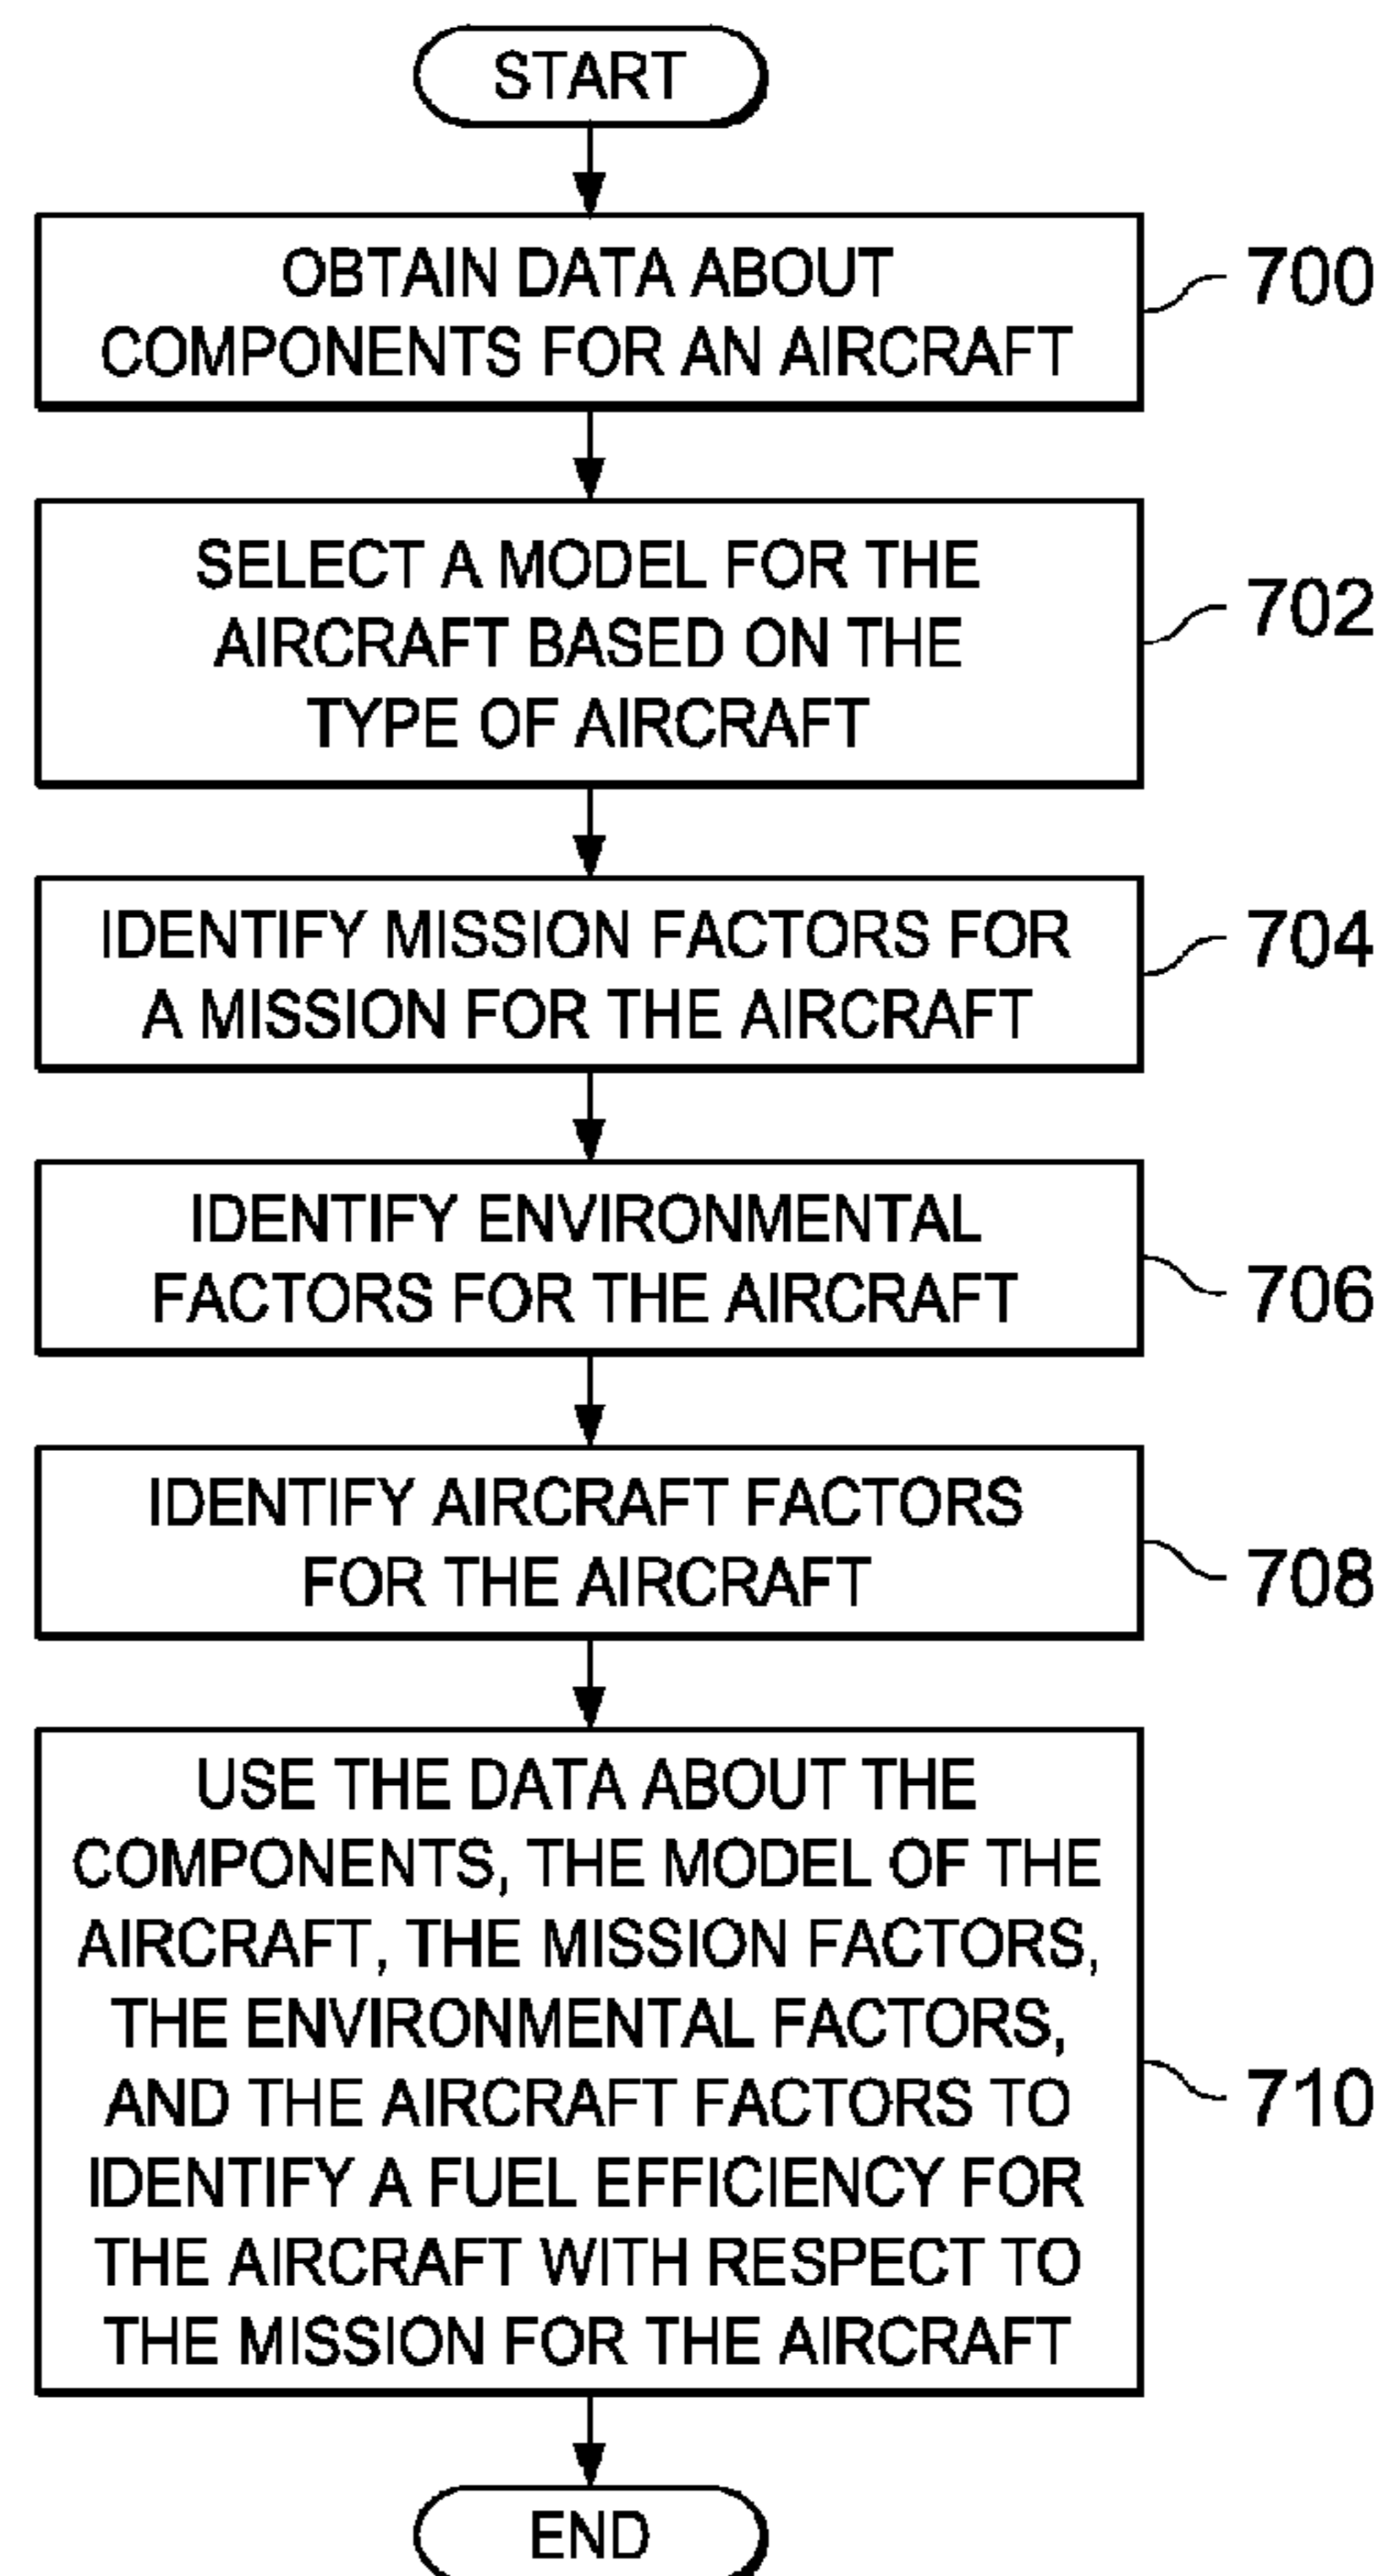 START
OBTAIN DATA ABOUT
COMPONENTS FOR AN AIRCRAFT
700
SELECT A MODEL FOR THE
AIRCRAFT BASED ON THE
TYPE OF AIRCRAFT
702
IDENTIFY MISSION FACTORS FOR
A MISSION FOR THE AIRCRAFT
704
IDENTIFY ENVIRONMENTAL
FACTORS FOR THE AIRCRAFT
706
IDENTIFY AIRCRAFT FACTORS
FOR THE AIRCRAFT
708
USE THE DATA ABOUT THE
COMPONENTS, THE MODEL OF THE
AIRCRAFT, THE MISSION FACTORS,
THE ENVIRONMENTAL FACTORS,
AND THE AIRCRAFT FACTORS TO
IDENTIFY A FUEL EFFICIENCY FOR
THE AIRCRAFT WITH RESPECT TO
THE MISSION FOR THE AIRCRAFT
710
END